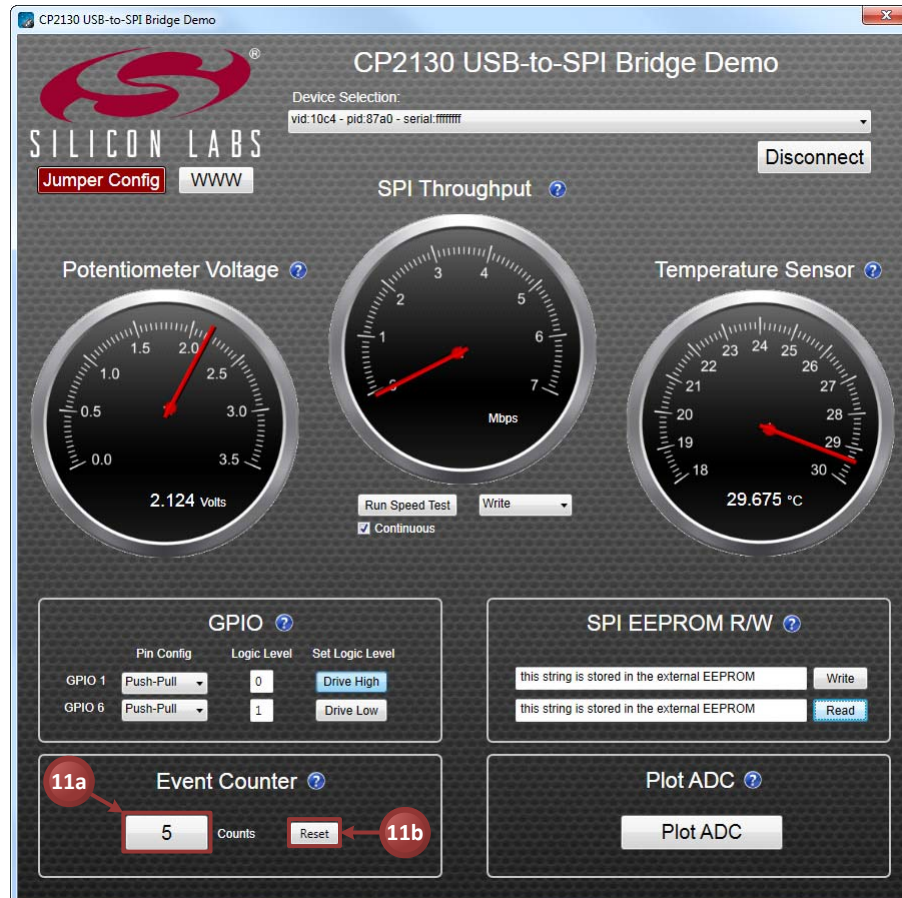 CP2130 USB-to-SPI Bridge Demo
x
®
SILICON LABS
CP2130 USB-to-SPI Bridge Demo
Device Selection:
vid:10c4 - pid:87a0 - serial:ffffffff
Disconnect
Jumper Config WWW
SPI Throughput ?
0 1 2 3 4 5 6 7
Mbps
Run Speed Test Write
Continuous
Potentiometer Voltage ?
0.0 0.5 1.0 1.5 2.0 2.5 3.0 3.5
2.124 Volts
Temperature Sensor ?
18 19 20 21 22 23 24 25 26 27 28 29 30
29.675 °C
GPIO ?
Pin Config Logic Level Set Logic Level
GPIO 1 Push-Pull 0 Drive High
GPIO 6 Push-Pull 1 Drive Low
SPI EEPROM R/W ?
this string is stored in the external EEPROM Write
this string is stored in the external EEPROM Read
11a
Event Counter ?
5 Counts Reset 11b
Plot ADC ?
Plot ADC